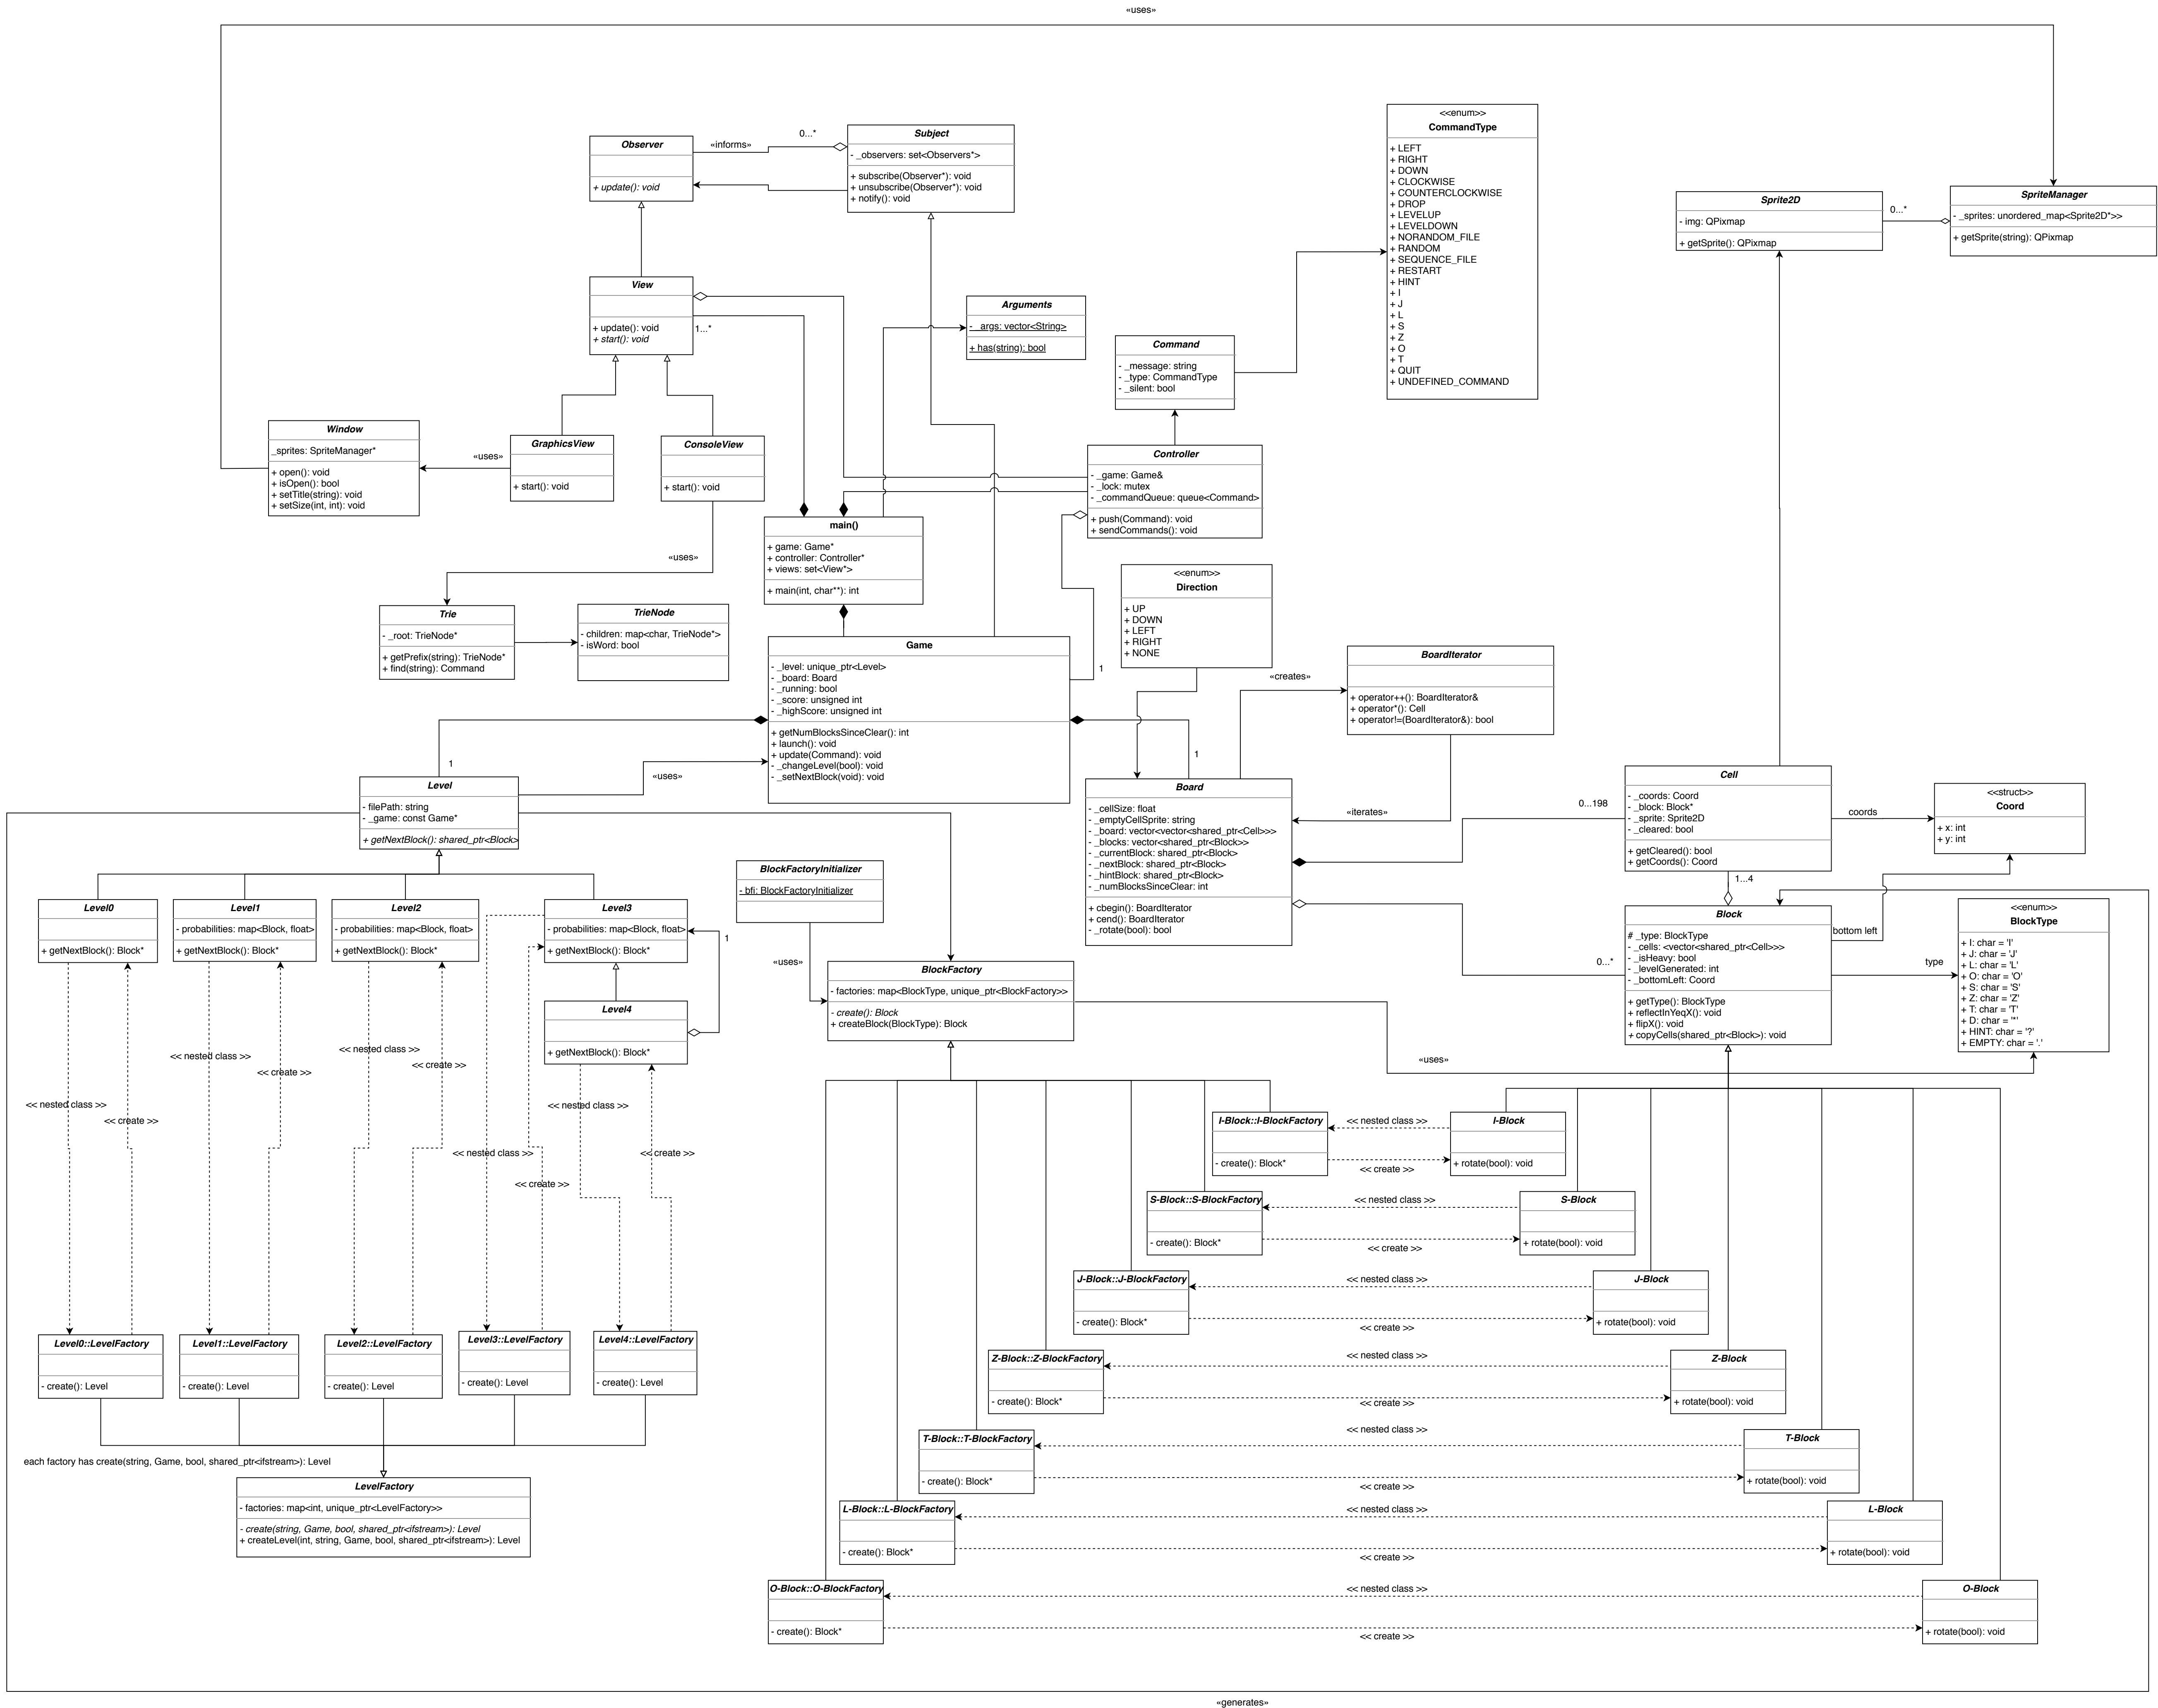 «uses»
<<enum>>
CommandType
+ LEFT
+ RIGHT
+ DOWN
+ CLOCKWISE
+ COUNTERCLOCKWISE
+ DROP
+ LEVELUP
+ LEVELDOWN
+ NORANDOM_FILE
+ RANDOM
+ SEQUENCE_FILE
+ RESTART
+ HINT
+ I
+ J
+ L
+ S
+ Z
+ O
+ T
+ QUIT
+ UNDEFINED_COMMAND
Observer
+ update(): void
«informs»
0...*
Subject
- _observers: set<Observers*>
+ subscribe(Observer*): void
+ unsubscribe(Observer*): void
+ notify(): void
Sprite2D
- img: QPixmap
+ getSprite(): QPixmap
0...*
SpriteManager
- _sprites: unordered_map<Sprite2D*>>
+ getSprite(string): QPixmap
View
+ update(): void
+ start(): void
1...*
Arguments
- _args: vector<String>
+ has(string): bool
Command
- _message: string
- _type: CommandType
- _silent: bool
Window
_sprites: SpriteManager*
+ open(): void
+ isOpen(): bool
+ setTitle(string): void
+ setSize(int, int): void
«uses»
GraphicsView
+ start(): void
ConsoleView
+ start(): void
Controller
- _game: Game&
- _lock: mutex
- _commandQueue: queue<Command>
+ push(Command): void
+ sendCommands(): void
main()
+ game: Game*
+ controller: Controller*
+ views: set<View*>
+ main(int, char**): int
«uses»
<<enum>>
Direction
+ UP
+ DOWN
+ LEFT
+ RIGHT
+ NONE
Trie
- _root: TrieNode*
+ getPrefix(string): TrieNode*
+ find(string): Command
TrieNode
- children: map<char, TrieNode*>
- isWord: bool
Game
- _level: unique_ptr<Level>
- _board: Board
- _running: bool
- _score: unsigned int
- _highScore: unsigned int
+ getNumBlocksSinceClear(): int
+ launch(): void
+ update(Command): void
- _changeLevel(bool): void
- _setNextBlock(void): void
1
«creates»
BoardIterator
+ operator++(): BoardIterator&
+ operator*(): Cell
+ operator!=(BoardIterator&): bool
1
1
«uses»
«iterates»
Level
- filePath: string
- _game: const Game*
+ getNextBlock(): shared_ptr<Block>
Board
- _cellSize: float
- _emptyCellSprite: string
- _board: vector<vector<shared_ptr<Cell>>>
- _blocks: vector<shared_ptr<Block>>
- _currentBlock: shared_ptr<Block>
- _nextBlock: shared_ptr<Block>
- _hintBlock: shared_ptr<Block>
- _numBlocksSinceClear: int
+ cbegin(): BoardIterator
+ cend(): BoardIterator
- _rotate(bool): bool
0...198
0...*
Cell
- _coords: Coord
- _block: Block*
- _sprite: Sprite2D
- _cleared: bool
+ getCleared(): bool
+ getCoords(): Coord
coords
<<struct>>
Coord
+ x: int
+ y: int
1...4
bottom left
type
Block
# _type: BlockType
- _cells: <vector<shared_ptr<Cell>>>
- _isHeavy: bool
- _levelGenerated: int
- _bottomLeft: Coord
+ getType(): BlockType
+ reflectInYeqX(): void
+ flipX(): void
+ copyCells(shared_ptr<Block>): void
<<enum>>
BlockType
+ I: char = 'I'
+ J: char = 'J'
+ L: char = 'L'
+ O: char = 'O'
+ S: char = 'S'
+ Z: char = 'Z'
+ T: char = 'T'
+ D: char = '*'
+ HINT: char = '?'
+ EMPTY: char = '.'
Level0
+ getNextBlock(): Block*
Level1
- probabilities: map<Block, float>
+ getNextBlock(): Block*
Level2
- probabilities: map<Block, float>
+ getNextBlock(): Block*
Level3
- probabilities: map<Block, float>
+ getNextBlock(): Block*
1
Level4
+ getNextBlock(): Block*
BlockFactoryInitializer
- bfi: BlockFactoryInitializer
«uses»
BlockFactory
- factories: map<BlockType, unique_ptr<BlockFactory>>
- create(): Block
+ createBlock(BlockType): Block
«uses»
<< nested class >>
<< create >>
<< nested class >>
<< create >>
<< nested class >>
<< create >>
<< nested class >>
<< create >>
<< nested class >>
<< create >>
I-Block::I-BlockFactory
- create(): Block*
<< nested class >>
<< create >>
I-Block
+ rotate(bool): void
S-Block::S-BlockFactory
- create(): Block*
<< nested class >>
<< create >>
S-Block
+ rotate(bool): void
J-Block::J-BlockFactory
- create(): Block*
<< nested class >>
<< create >>
J-Block
+ rotate(bool): void
Z-Block::Z-BlockFactory
- create(): Block*
<< nested class >>
<< create >>
Z-Block
+ rotate(bool): void
T-Block::T-BlockFactory
- create(): Block*
<< nested class >>
<< create >>
T-Block
+ rotate(bool): void
L-Block::L-BlockFactory
- create(): Block*
<< nested class >>
<< create >>
L-Block
+ rotate(bool): void
O-Block::O-BlockFactory
- create(): Block*
<< nested class >>
<< create >>
O-Block
+ rotate(bool): void
Level0::LevelFactory
- create(): Level
Level1::LevelFactory
- create(): Level
Level2::LevelFactory
- create(): Level
Level3::LevelFactory
- create(): Level
Level4::LevelFactory
- create(): Level
each factory has create(string, Game, bool, shared_ptr<ifstream>): Level
LevelFactory
- factories: map<int, unique_ptr<LevelFactory>>
- create(string, Game, bool, shared_ptr<ifstream>): Level
+ createLevel(int, string, Game, bool, shared_ptr<ifstream>): Level
«generates»